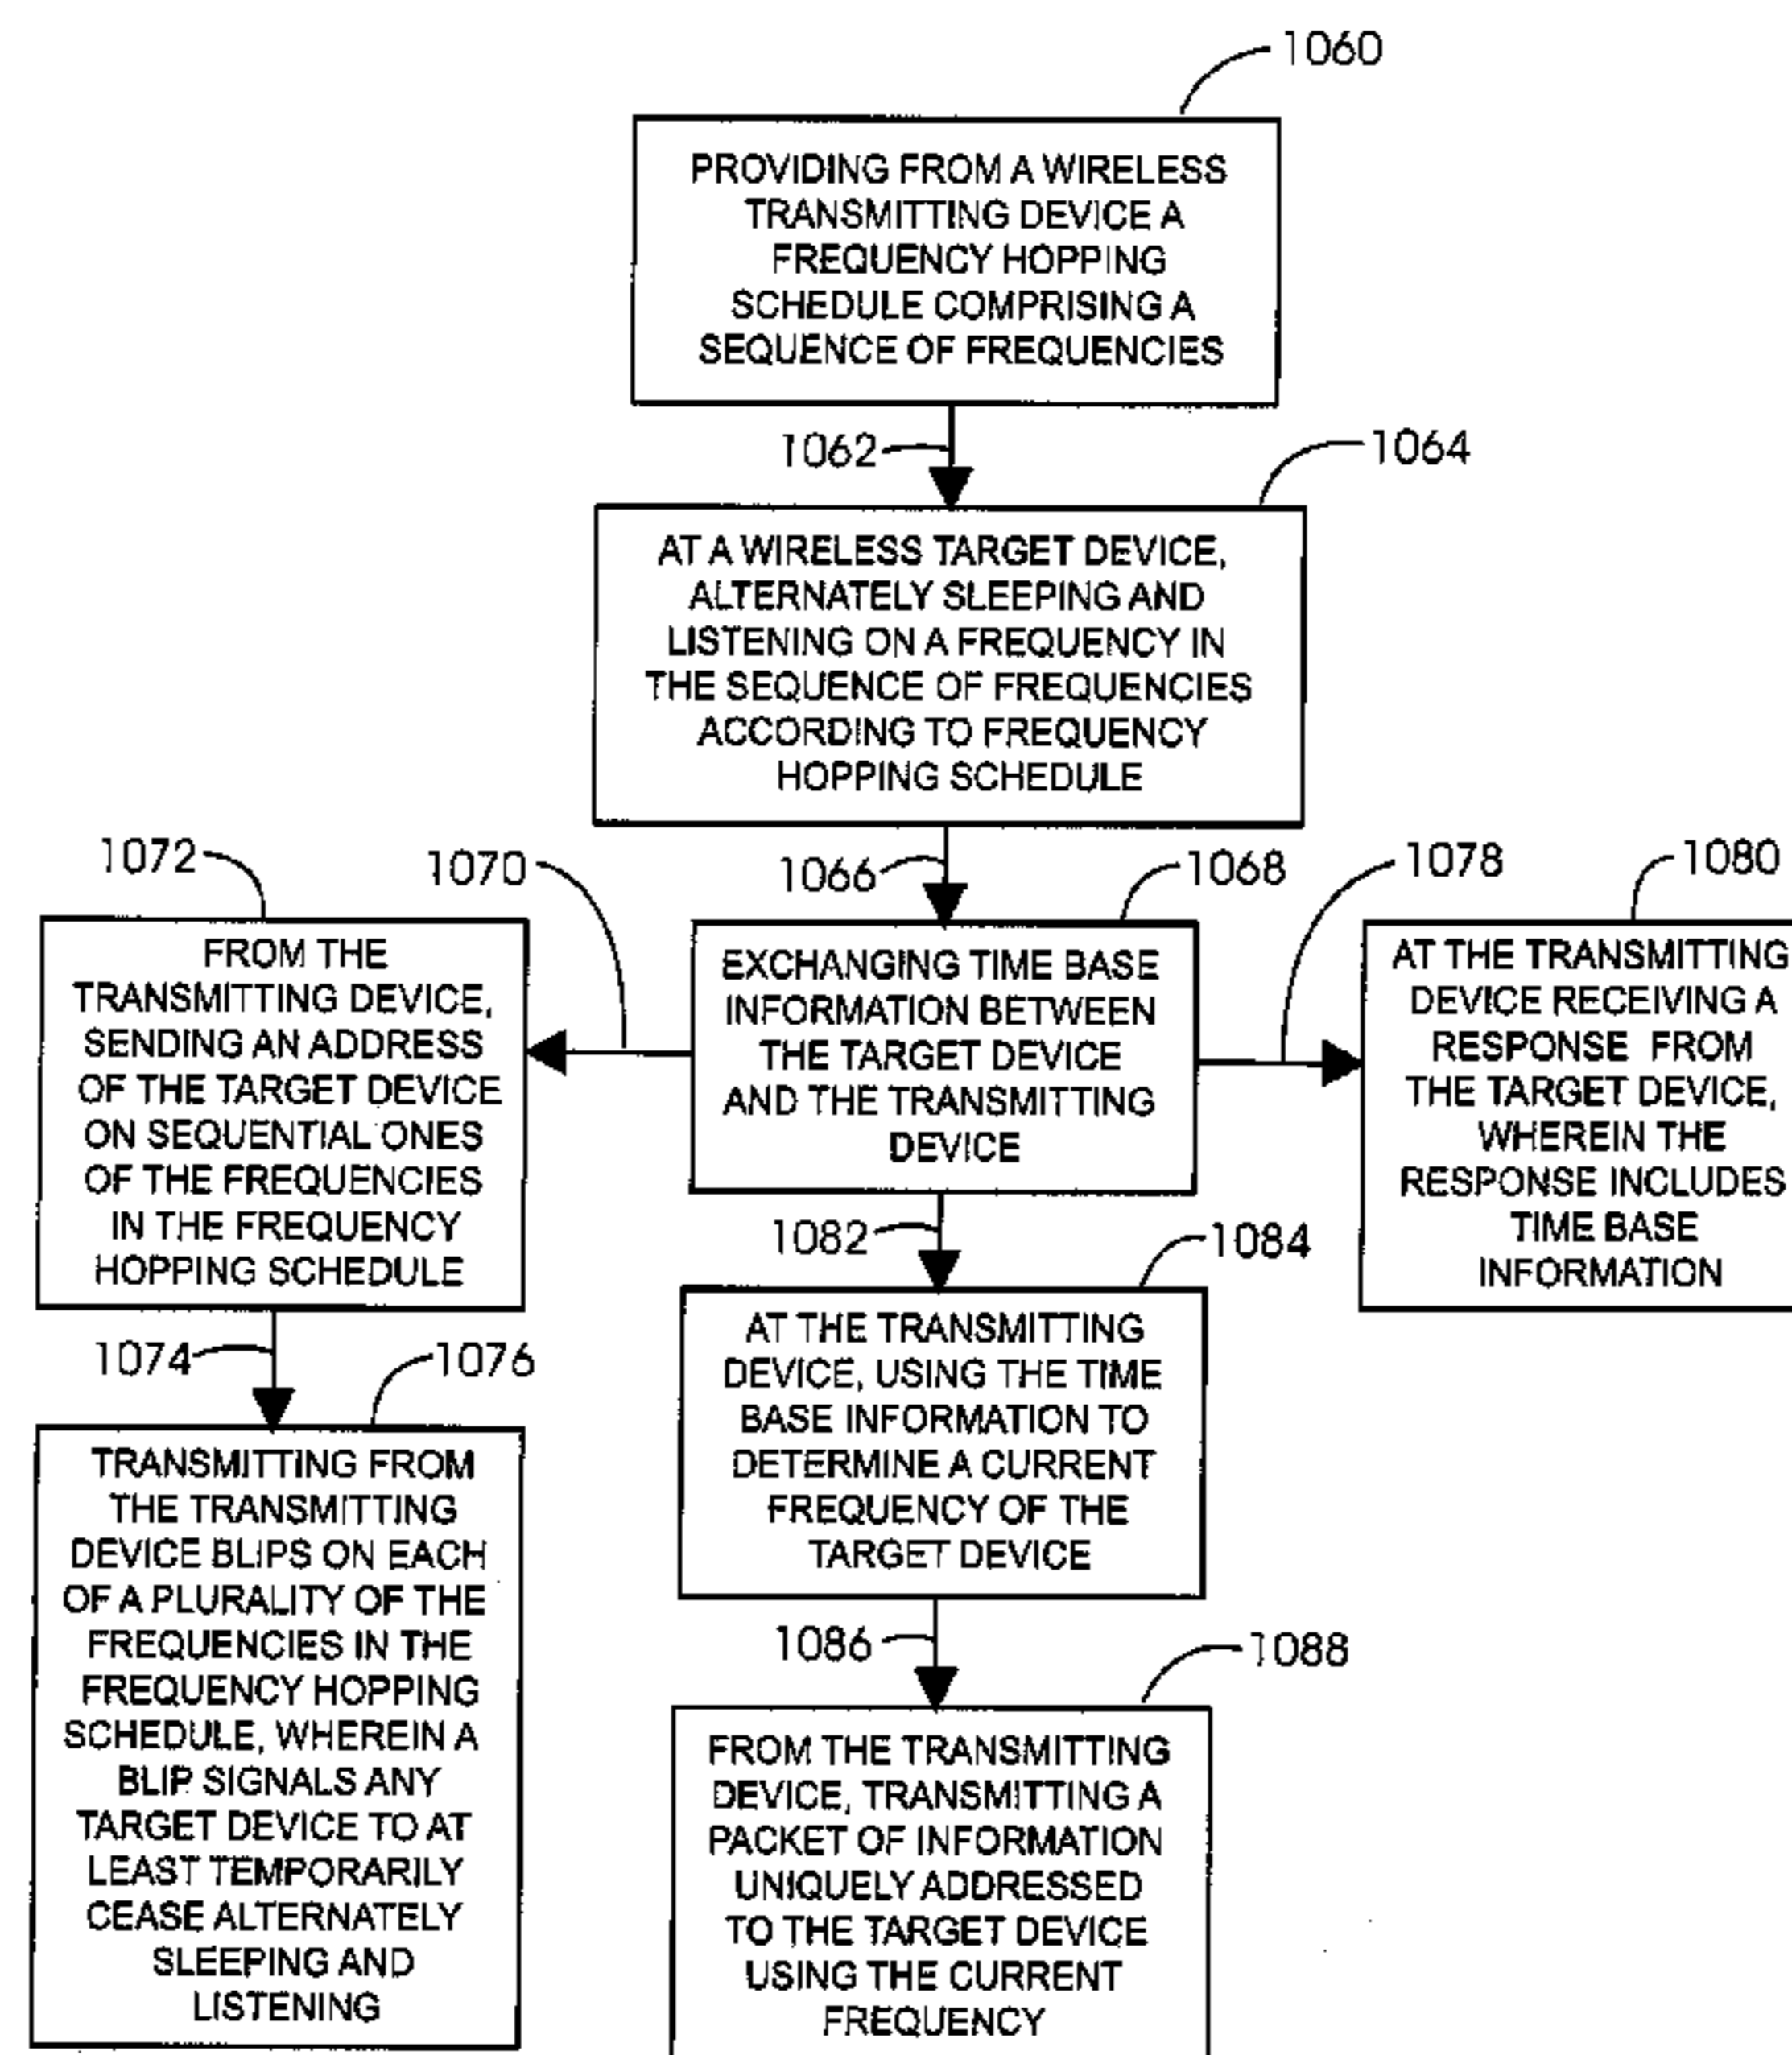 1060
PROVIDING FROM A WIRELESS
TRANSMITTING DEVICE A
FREQUENCY HOPPING
SCHEDULE COMPRISING A
SEQUENCE OF FREQUENCIES
1062
1064
AT A WIRELESS TARGET DEVICE,
ALTERNATELY SLEEPING AND
LISTENING ON A FREQUENCY IN
THE SEQUENCE OF FREQUENCIES
ACCORDING TO FREQUENCY
HOPPING SCHEDULE
1072
1070
1066
1068
1078
1080
FROM THE
TRANSMITTING DEVICE,
SENDING AN ADDRESS
OF THE TARGET DEVICE
ON SEQUENTIAL ONES
OF THE FREQUENCIES
IN THE FREQUENCY
HOPPING SCHEDULE
EXCHANGING TIME BASE
INFORMATION BETWEEN
THE TARGET DEVICE
AND THE TRANSMITTING
DEVICE
AT THE TRANSMITTING
DEVICE RECEIVING A
RESPONSE FROM
THE TARGET DEVICE,
WHEREIN THE
RESPONSE INCLUDES
TIME BASE
INFORMATION
1074
1076
1082
1084
TRANSMITTING FROM
THE TRANSMITTING
DEVICE BLIPS ON EACH
OF A PLURALITY OF THE
FREQUENCIES IN THE
FREQUENCY HOPPING
SCHEDULE, WHEREIN A
BLIP SIGNALS ANY
TARGET DEVICE TO AT
LEAST TEMPORARILY
CEASE ALTERNATELY
SLEEPING AND
LISTENING
AT THE TRANSMITTING
DEVICE, USING THE TIME
BASE INFORMATION TO
DETERMINE A CURRENT
FREQUENCY OF THE
TARGET DEVICE
1086
1088
FROM THE TRANSMITTING
DEVICE, TRANSMITTING A
PACKET OF INFORMATION
UNIQUELY ADDRESSED
TO THE TARGET DEVICE
USING THE CURRENT
FREQUENCY